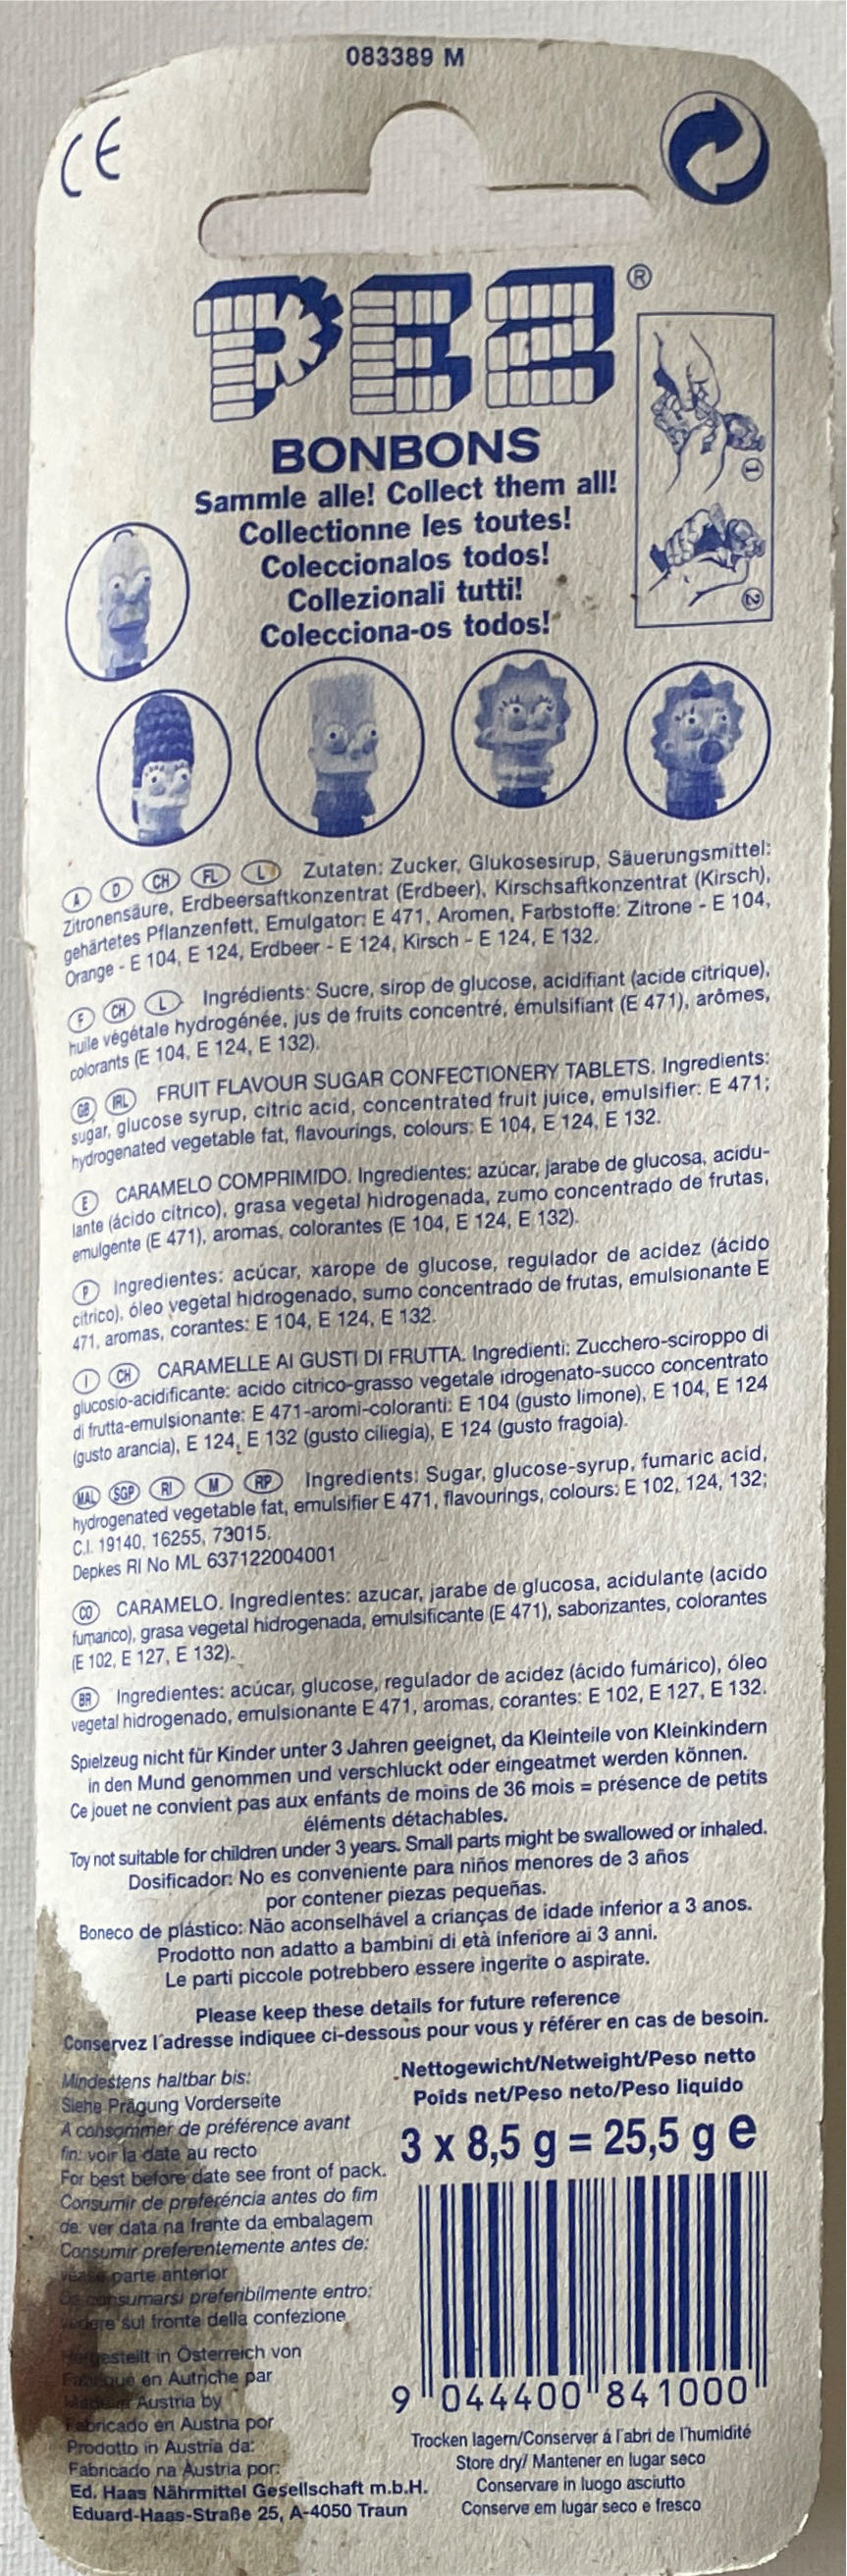 083389 M
CE
PEZ®
BONBONS
Sammle alle! Collect them all!
Collectionne les toutes!
Coleccionalos todos!
Collezionali tutti!
Colecciona-os todos!
1
2
A D CH FL L Zutaten: Zucker, Glukosesirup, Säuerungsmittel:
Zitronensäure, Erdbeersaftkonzentrat (Erdbeer), Kirschsaftkonzentrat (Kirsch),
gehärtetes Pflanzenfett, Emulgator: E 471, Aromen, Farbstoffe: Zitrone - E 104,
Orange - E 104, E 124, Erdbeer - E 124, Kirsch - E 124, E 132.
F CH L Ingrédients: Sucre, sirop de glucose, acidifiant (acide citrique),
huile végétale hydrogénée, jus de fruits concentré, émulsifiant (E 471), arômes,
colorants (E 104, E 124, E 132).
GB IRL FRUIT FLAVOUR SUGAR CONFECTIONERY TABLETS. Ingredients:
sugar, glucose syrup, citric acid, concentrated fruit juice, emulsifier: E 471;
hydrogenated vegetable fat, flavourings, colours: E 104, E 124, E 132.
E CARAMELO COMPRIMIDO. Ingredientes: azúcar, jarabe de glucosa, acidu-
lante (ácido cítrico), grasa vegetal hidrogenada, zumo concentrado de frutas,
emulgente (E 471), aromas, colorantes (E 104, E 124, E 132).
P Ingredientes: acúcar, xarope de glucose, regulador de acidez (ácido
cítrico), óleo vegetal hidrogenado, sumo concentrado de frutas, emulsionante E
471, aromas, corantes: E 104, E 124, E 132.
I CH CARAMELLE AI GUSTI DI FRUTTA. Ingredienti: Zucchero-sciroppo di
glucosio-acidificante: acido citrico-grasso vegetale idrogenato-succo concentrato
di frutta-emulsionante: E 471-aromi-coloranti: E 104 (gusto limone), E 104, E 124
(gusto arancia), E 124, E 132 (gusto ciliegia), E 124 (gusto fragoia).
MAL SGP RI M RP Ingredients: Sugar, glucose-syrup, fumaric acid,
hydrogenated vegetable fat, emulsifier E 471, flavourings, colours: E 102, 124, 132;
C.I. 19140, 16255, 73015.
Depkes RI No ML 637122004001
CO CARAMELO. Ingredientes: azucar, jarabe de glucosa, acidulante (acido
fumarico), grasa vegetal hidrogenada, emulsificante (E 471), saborizantes, colorantes
(E 102, E 127, E 132).
BR Ingredientes: acúcar, glucose, regulador de acidez (ácido fumárico), óleo
vegetal hidrogenado, emulsionante E 471, aromas, corantes: E 102, E 127, E 132.
Spielzeug nicht für Kinder unter 3 Jahren geeignet, da Kleinteile von Kleinkindern
in den Mund genommen und verschluckt oder eingeatmet werden können.
Ce jouet ne convient pas aux enfants de moins de 36 mois = présence de petits
éléments détachables.
Toy not suitable for children under 3 years. Small parts might be swallowed or inhaled.
Dosificador: No es conveniente para niños menores de 3 años
por contener piezas pequeñas.
Boneco de plástico: Não aconselhável a crianças de idade inferior a 3 anos.
Prodotto non adatto a bambini di età inferiore ai 3 anni.
Le parti piccole potrebbero essere ingerite o aspirate.
Please keep these details for future reference
Conservez l'adresse indiquee ci-dessous pour vous y référer en cas de besoin.
Mindestens haltbar bis:
Siehe Prägung Vorderseite
A consommer de préférence avant
fin: voir la date au recto
For best before date see front of pack.
Consumir de preferéncia antes do fim
de: ver data na frente da embalagem
Consumir preferentemente antes de:
véase parte anterior
Da consumarsi preferibilmente entro:
vedere sul fronte della confezione
Hergestellt in Österreich von
Fabriqué en Autriche par
Made in Austria by
Fabricado en Austria por
Prodotto in Austria da:
Fabricado na Austria por:
Ed. Haas Nährmittel Gesellschaft m.b.H.
Eduard-Haas-Straße 25, A-4050 Traun
Nettogewicht/Netweight/Peso netto
Poids net/Peso neto/Peso liquido
3 x 8,5 g = 25,5 g e
9 044400 841000
Trocken lagern/Conserver á l'abri de l'humidité
Store dry/ Mantener en lugar seco
Conservare in luogo asciutto
Conserve em lugar seco e fresco